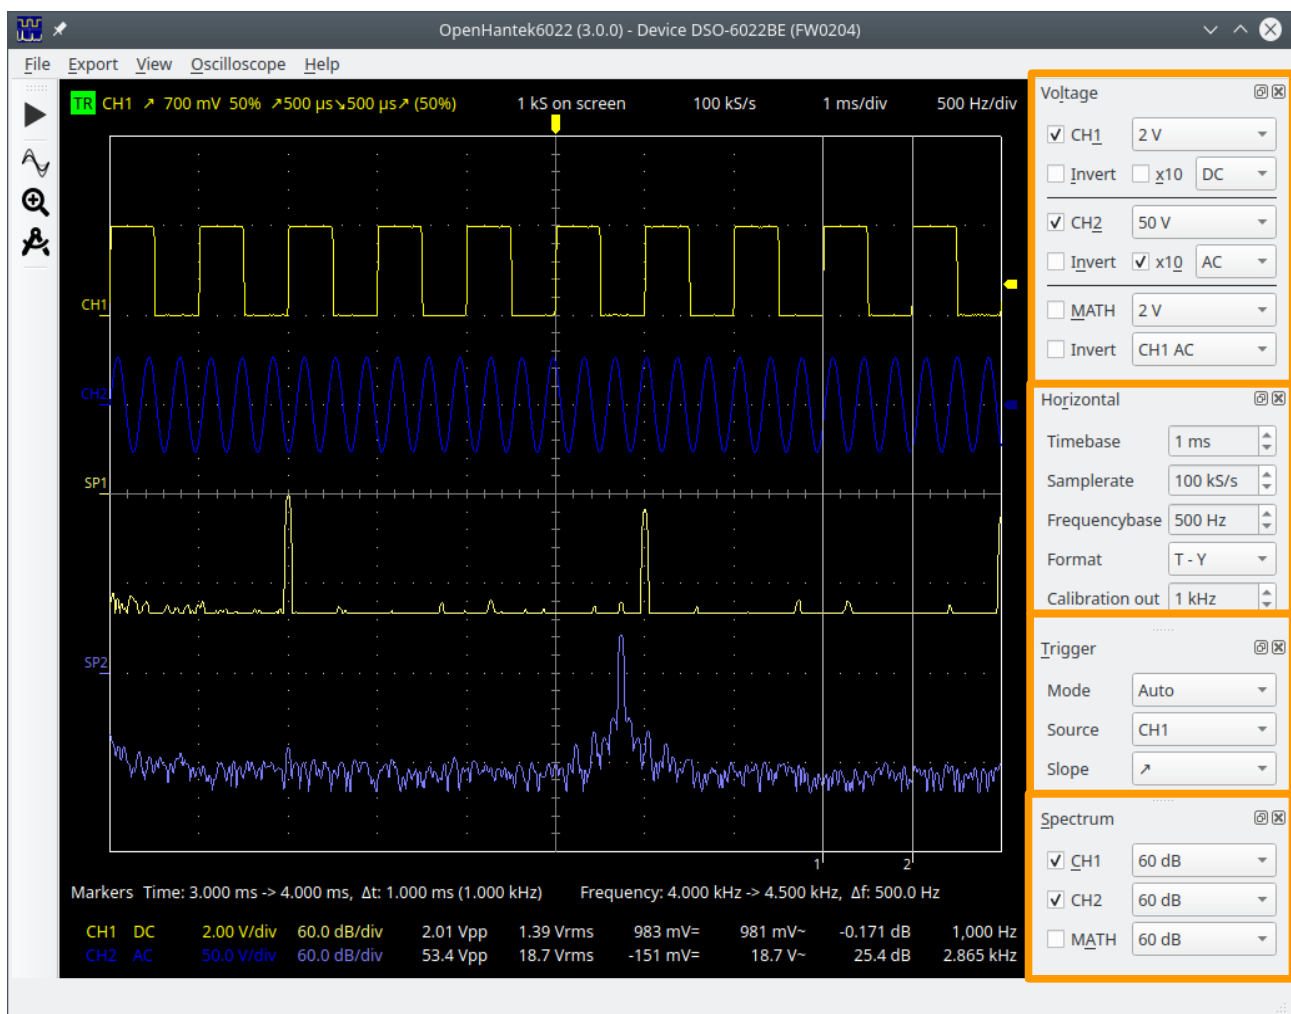 OpenHantek6022 (3.0.0) - Device DSO-6022BE (FW0204)
File Export View Oscilloscope Help
TR CH1 ↗ 700 mV 50% ↗500 µs↘500 µs↗ (50%) 1 kS on screen 100 kS/s 1 ms/div 500 Hz/div
CH1
CH2
SP1
SP2
1 2
Markers Time: 3.000 ms -> 4.000 ms, Δt: 1.000 ms (1.000 kHz) Frequency: 4.000 kHz -> 4.500 kHz, Δf: 500.0 Hz
CH1 DC 2.00 V/div 60.0 dB/div 2.01 Vpp 1.39 Vrms 983 mV= 981 mV~ -0.171 dB 1,000 Hz
CH2 AC 50.0 V/div 60.0 dB/div 53.4 Vpp 18.7 Vrms -151 mV= 18.7 V~ 25.4 dB 2.865 kHz
Voltage
CH1 2 V
Invert x10 DC
CH2 50 V
Invert x10 AC
MATH 2 V
Invert CH1 AC
Horizontal
Timebase 1 ms
Samplerate 100 kS/s
Frequencybase 500 Hz
Format T - Y
Calibration out 1 kHz
Trigger
Mode Auto
Source CH1
Slope ↗
Spectrum
CH1 60 dB
CH2 60 dB
MATH 60 dB